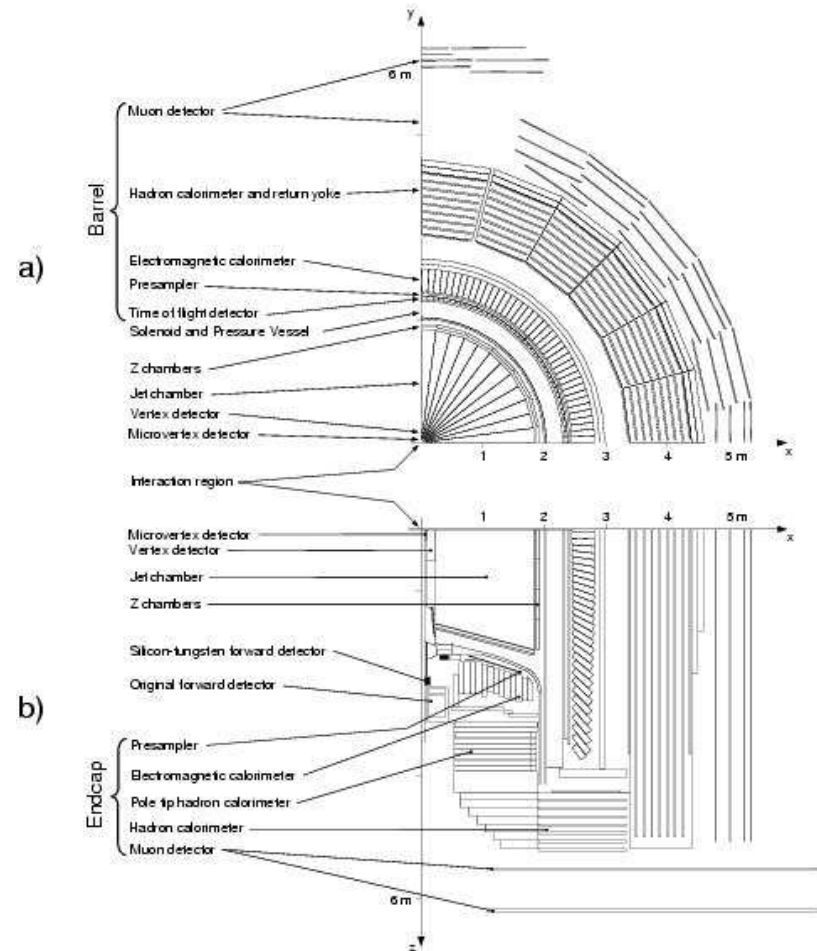 y
6 m
Muon detector
Hadron calorimeter and return yoke
Barrel
a)
Electromagnetic calorimeter
Presampler
Time of flight detector
Solenoid and Pressure Vessel
Z chambers
Jet chamber
Vertex detector
Microvertex detector
1 2 3 4 5 m
x
Interaction region
1 2 3 4 5 m
x
Microvertex detector
Vertex detector
Jet chamber
Z chambers
Silicon-tungsten forward detector
Original forward detector
b)
Endcap
Presampler
Electromagnetic calorimeter
Pole tip hadron calorimeter
Hadron calorimeter
Muon detector
6 m
z